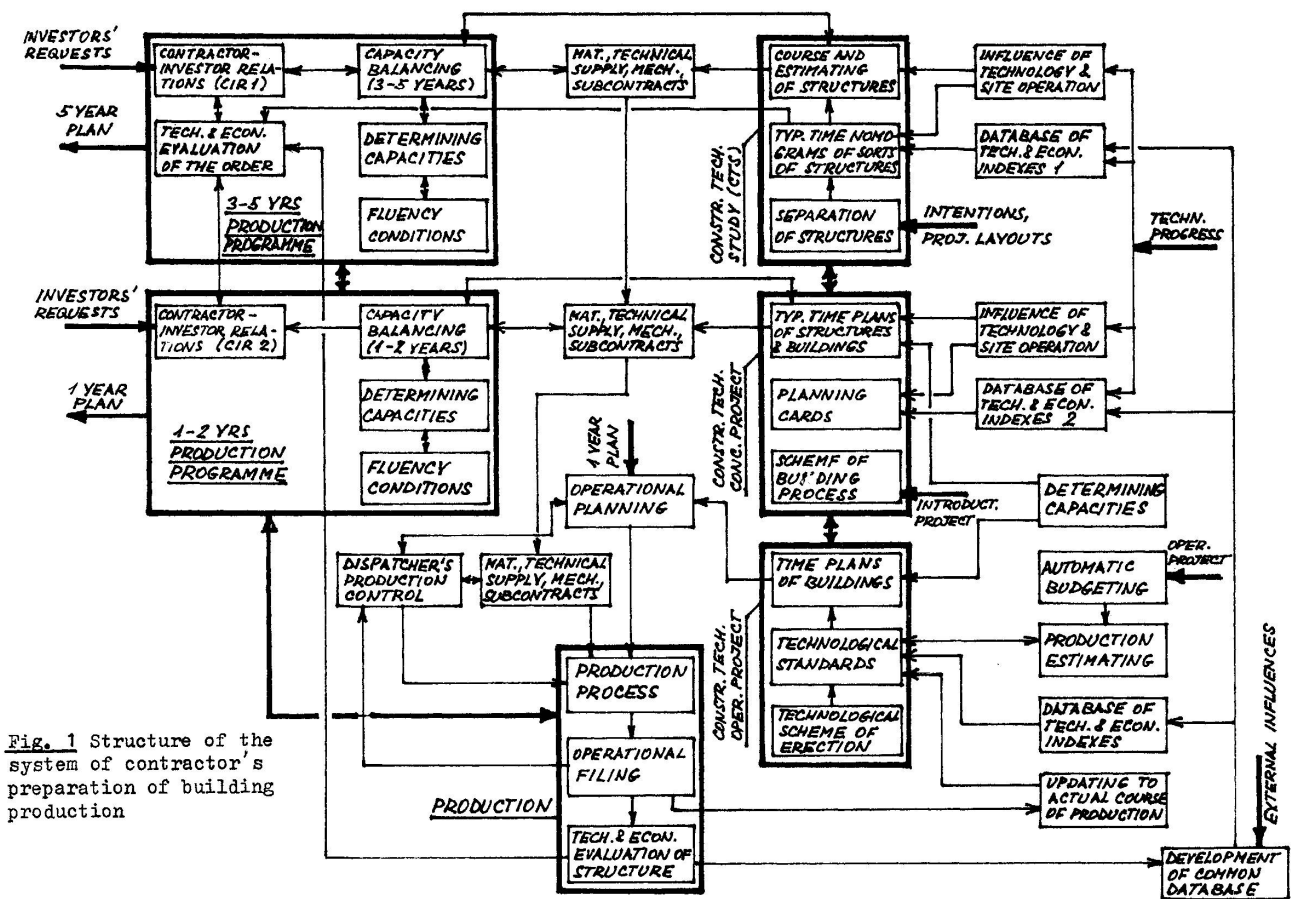 INVESTORS'
REQUESTS
CONTRACTOR-
INVESTOR RELA-
TIONS (CIR 1)
CAPACITY
BALANCING
(3-5 YEARS)
MAT., TECHNICAL
SUPPLY, MECH.,
SUBCONTRACTS
COURSE AND
ESTIMATING
OF STRUCTURES
INFLUENCE OF
TECHNOLOGY &
SITE OPERATION
5 YEAR
PLAN
TECH. & ECON.
EVALUATION
OF THE ORDER
DETERMINING
CAPACITIES
CONSTR. TECH.
STUDY (CTS)
TYP. TIME NOMO-
GRAMS OF SORTS
OF STRUCTURES
DATABASE OF
TECH. & ECON.
INDEXES 1
3-5 YRS
PRODUCTION
PROGRAMME
FLUENCY
CONDITIONS
SEPARATION
OF STRUCTURES
INTENTIONS,
PROJ. LAYOUTS
TECHN.
PROGRESS
INVESTORS'
REQUESTS
CONTRACTOR-
INVESTOR RELA-
TIONS (CIR 2)
CAPACITY
BALANCING
(1-2 YEARS)
MAT., TECHNICAL
SUPPLY, MECH.,
SUBCONTRACTS
TYP. TIME PLANS
OF STRUCTURES
& BUILDINGS
INFLUENCE OF
TECHNOLOGY &
SITE OPERATION
1 YEAR
PLAN
DETERMINING
CAPACITIES
CONSTR. TECH.
CONC. PROJECT
PLANNING
CARDS
DATABASE OF
TECH. & ECON.
INDEXES 2
1-2 YRS
PRODUCTION
PROGRAMME
FLUENCY
CONDITIONS
1 YEAR
PLAN
OPERATIONAL
PLANNING
SCHEMF OF
BUI'DING
PROCESS
INTRODUCT.
PROJECT
DETERMINING
CAPACITIES
DISPATCHER'S
PRODUCTION
CONTROL
MAT., TECHNICAL
SUPPLY, MECH.,
SUBCONTRACTS
TIME PLANS
OF BUILDINGS
OPER.
PROJECT
AUTOMATIC
BUDGETING
CONSTR. TECH.
OPER. PROJECT
TECHNOLOGICAL
STANDARDS
PRODUCTION
ESTIMATING
PRODUCTION
PROCESS
TECHNOLOGICAL
SCHEME OF
ERECTION
DATABASE OF
TECH. & ECON.
INDEXES
EXTERNAL INFLUENCES
Fig. 1 Structure of the
system of contractor's
preparation of building
production
OPERATIONAL
FILING
PRODUCTION
UPDATING TO
ACTUAL COURSE
OF PRODUCTION
TECH. & ECON.
EVALUATION OF
STRUCTURE
DEVELOPMENT
OF COMMON
DATABASE